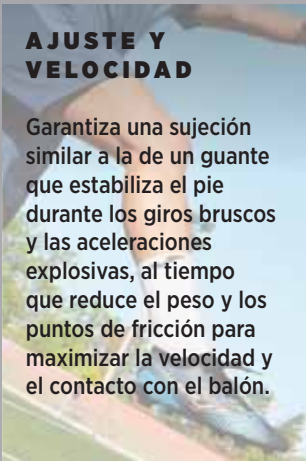 AJUSTE Y
VELOCIDAD
Garantiza una sujeción
similar a la de un guante
que estabiliza el pie
durante los giros bruscos
y las aceleraciones
explosivas, al tiempo
que reduce el peso y los
puntos de fricción para
maximizar la velocidad y
el contacto con el balón.